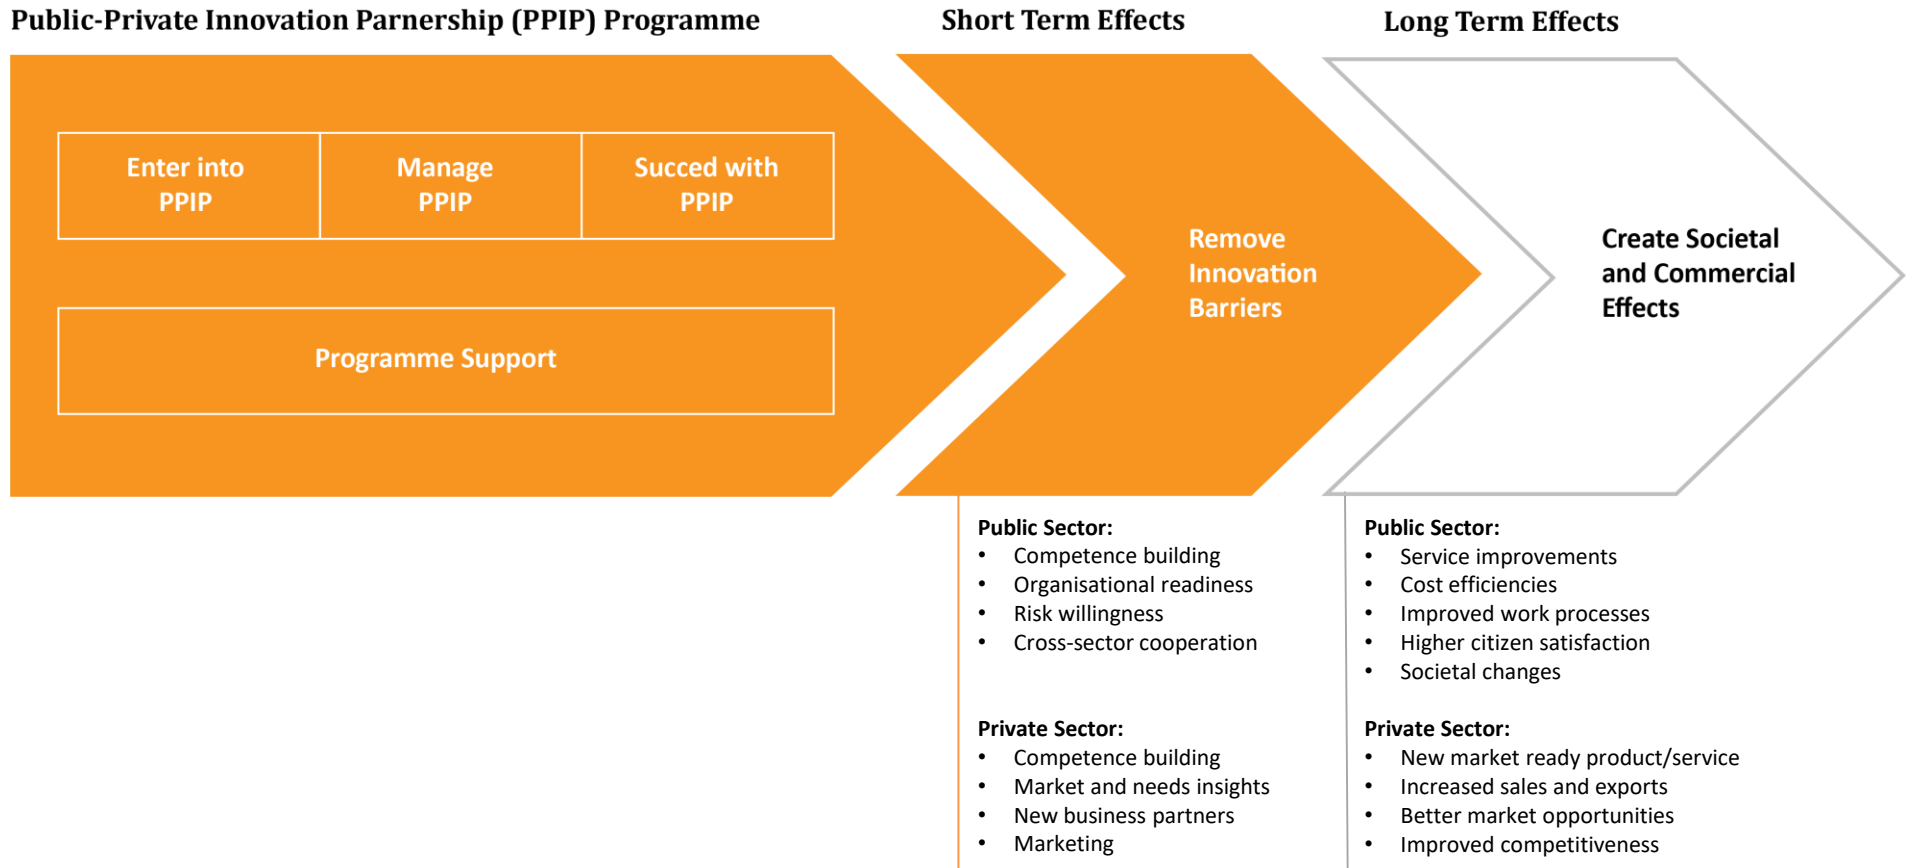 Public-Private Innovation Parnership (PPIP) Programme
Short Term Effects
Long Term Effects
Enter into
PPIP
Manage
PPIP
Succed with
PPIP
Programme Support
Remove
Innovation
Barriers
Create Societal
and Commercial
Effects
Public Sector:
• Competence building
• Organisational readiness
• Risk willingness
• Cross-sector cooperation
Private Sector:
• Competence building
• Market and needs insights
• New business partners
• Marketing
Public Sector:
• Service improvements
• Cost efficiencies
• Improved work processes
• Higher citizen satisfaction
• Societal changes
Private Sector:
• New market ready product/service
• Increased sales and exports
• Better market opportunities
• Improved competitiveness